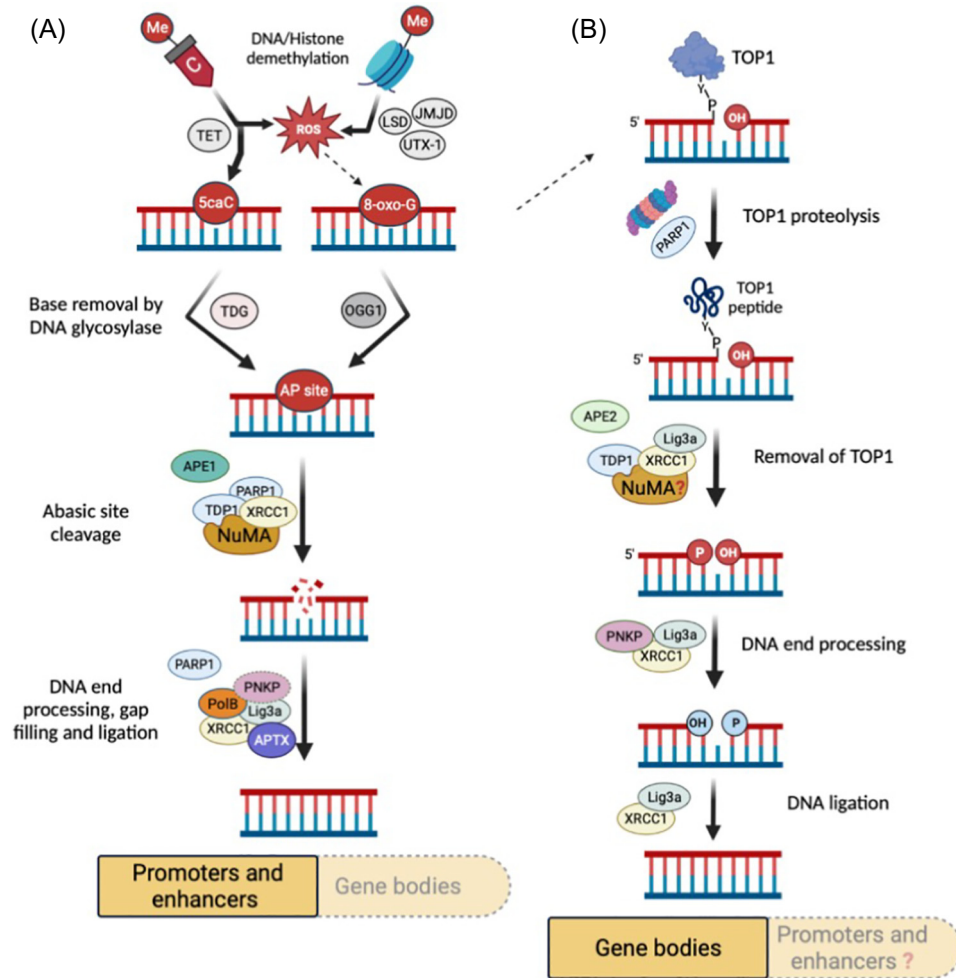 (A)
Me
DNA/Histone
demethylation
Me
C
TET
ROS
LSD
JMJD
UTX-1
5caC
8-oxo-G
Base removal by
DNA glycosylase
TDG
OGG1
AP site
APE1
Abasic site
cleavage
PARP1
TDP1
XRCC1
NuMA
PARP1
DNA end
processing, gap
filling and ligation
PNKP
PolB
Lig3a
XRCC1
APTX
Promoters and
enhancers
Gene bodies
(B)
TOP1
Y
P
5'
OH
TOP1 proteolysis
PARP1
TOP1
peptide
Y
P
5'
OH
APE2
Lig3a
TDP1
XRCC1
NuMA?
Removal of TOP1
5'
P
OH
PNKP
Lig3a
XRCC1
DNA end processing
OH
P
Lig3a
XRCC1
DNA ligation
Gene bodies
Promoters and
enhancers ?